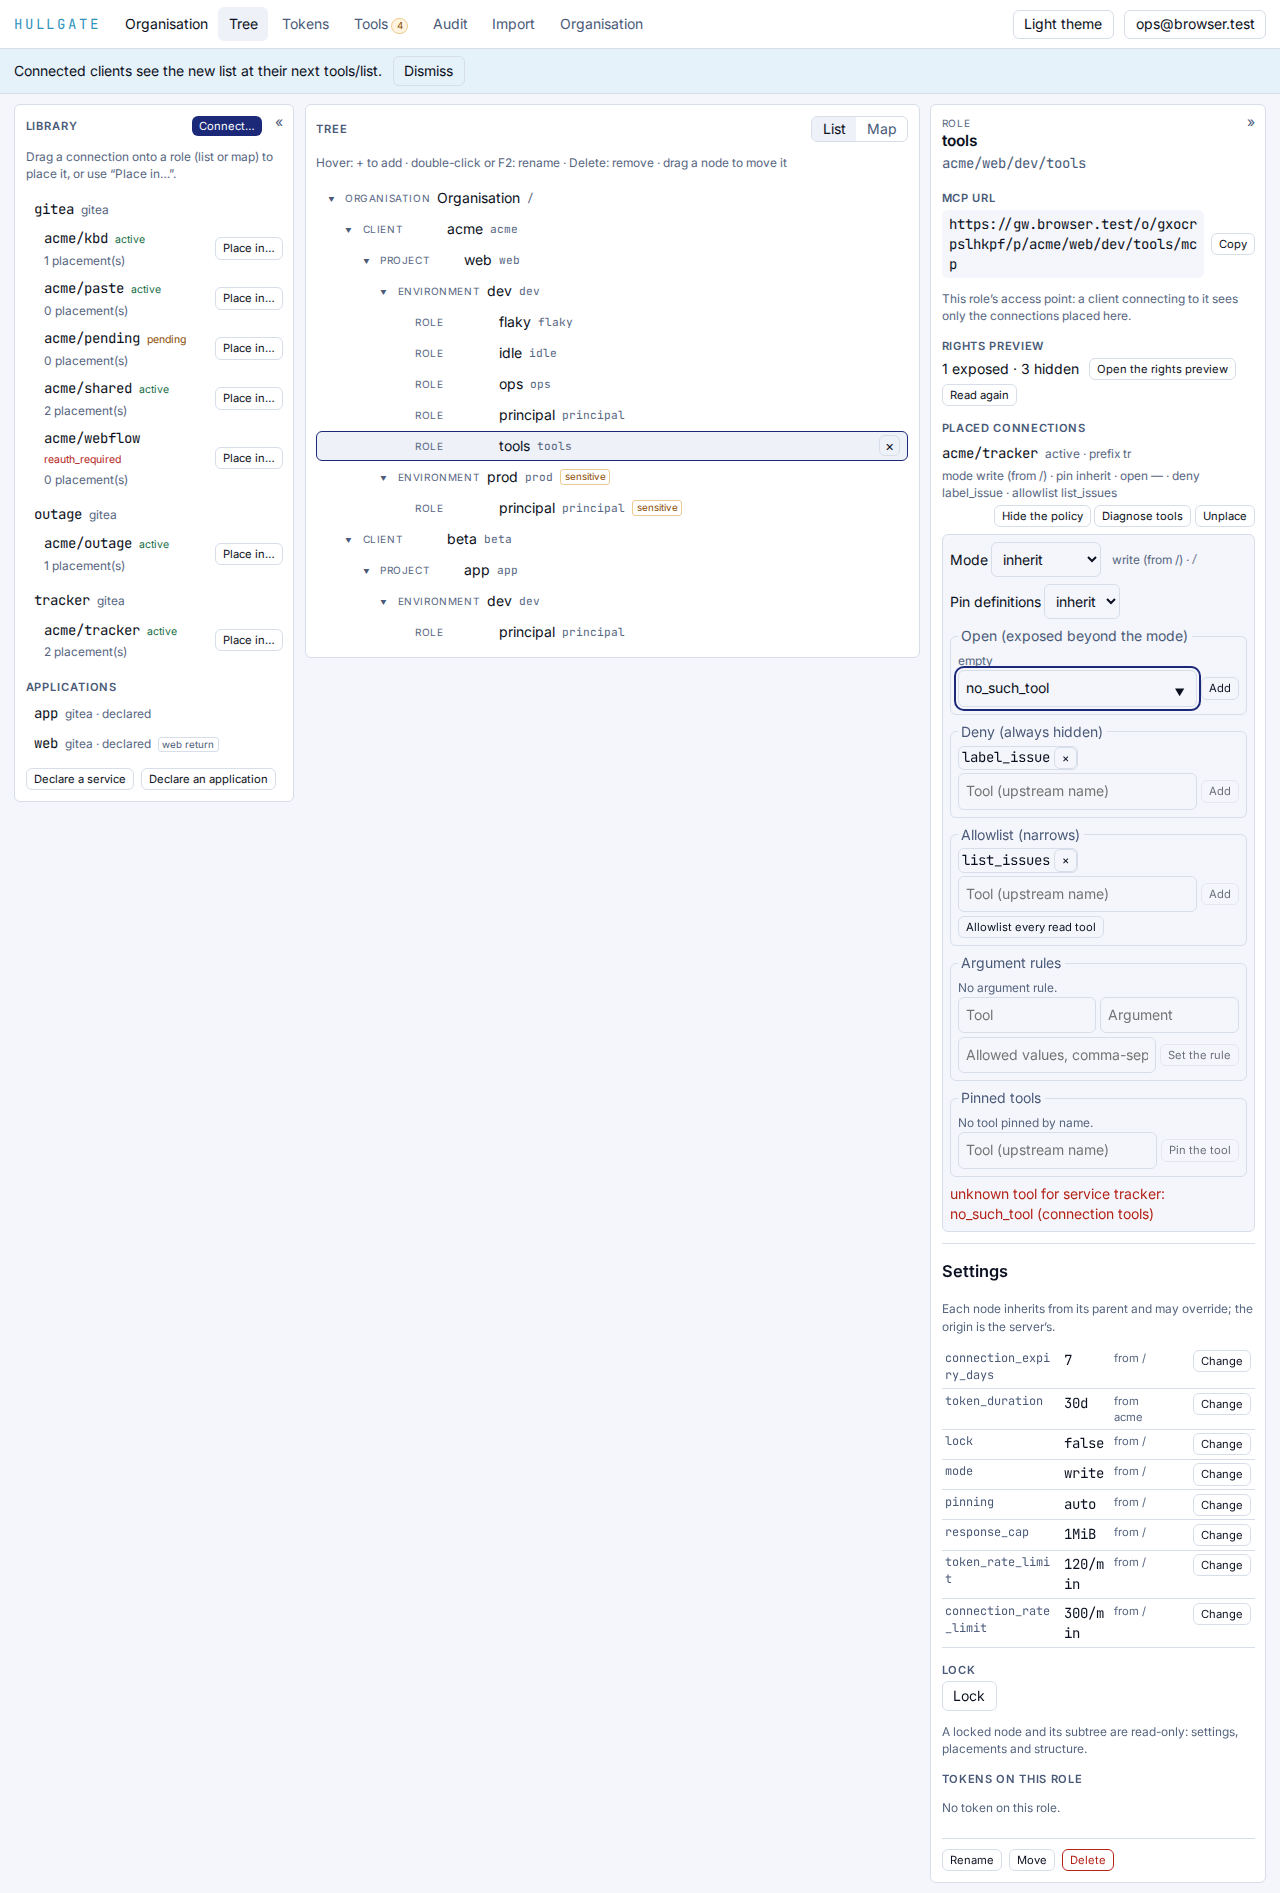 HULLGATE Organisation Tree Tokens Tools 4 Audit Import Organisation Light theme ops@browser.test
Connected clients see the new list at their next tools/list. Dismiss
LIBRARY Connect... «
Drag a connection onto a role (list or map) to
place it, or use “Place in...”.
gitea gitea
acme/kbd active
1 placement(s)
Place in...
acme/paste active
0 placement(s)
Place in...
acme/pending pending
0 placement(s)
Place in...
acme/shared active
2 placement(s)
Place in...
acme/webflow
reauth_required
0 placement(s)
Place in...
outage gitea
acme/outage active
1 placement(s)
Place in...
tracker gitea
acme/tracker active
2 placement(s)
Place in...
APPLICATIONS
app gitea · declared
web gitea · declared web return
Declare a service Declare an application
TREE List Map
Hover: + to add · double-click or F2: rename · Delete: remove · drag a node to move it
▾ ORGANISATION Organisation /
▾ CLIENT acme acme
▾ PROJECT web web
▾ ENVIRONMENT dev dev
ROLE flaky flaky
ROLE idle idle
ROLE ops ops
ROLE principal principal
ROLE tools tools ×
▾ ENVIRONMENT prod prod sensitive
ROLE principal principal sensitive
▾ CLIENT beta beta
▾ PROJECT app app
▾ ENVIRONMENT dev dev
ROLE principal principal
ROLE »
tools
acme/web/dev/tools
MCP URL
https://gw.browser.test/o/gxocr
pslhkpf/p/acme/web/dev/tools/mc
p
Copy
This role’s access point: a client connecting to it sees
only the connections placed here.
RIGHTS PREVIEW
1 exposed · 3 hidden Open the rights preview
Read again
PLACED CONNECTIONS
acme/tracker active · prefix tr
mode write (from /) · pin inherit · open — · deny
label_issue · allowlist list_issues
Hide the policy Diagnose tools Unplace
Mode inherit write (from /) · /
Pin definitions inherit
Open (exposed beyond the mode)
empty
no_such_tool Add
Deny (always hidden)
label_issue ×
Tool (upstream name) Add
Allowlist (narrows)
list_issues ×
Tool (upstream name) Add
Allowlist every read tool
Argument rules
No argument rule.
Tool Argument
Allowed values, comma-sep Set the rule
Pinned tools
No tool pinned by name.
Tool (upstream name) Pin the tool
unknown tool for service tracker:
no_such_tool (connection tools)
Settings
Each node inherits from its parent and may override; the
origin is the server’s.
connection_expi
ry_days
7 from / Change
token_duration 30d from
acme
Change
lock false from / Change
mode write from / Change
pinning auto from / Change
response_cap 1MiB from / Change
token_rate_limi
t
120/m
in
from / Change
connection_rate
_limit
300/m
in
from / Change
LOCK
Lock
A locked node and its subtree are read-only: settings,
placements and structure.
TOKENS ON THIS ROLE
No token on this role.
Rename Move Delete